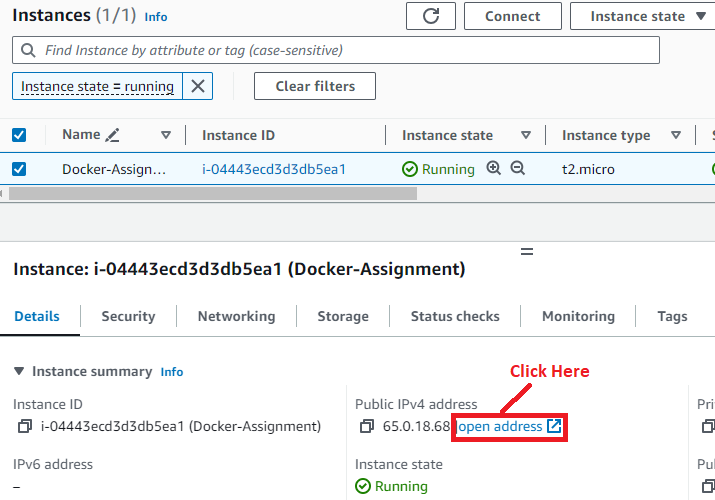 Instances (1/1) Info
Connect
Instance state
Find Instance by attribute or tag (case-sensitive)
Instance state = running
Clear filters
Name Instance ID Instance state Instance type
Docker-Assign... i-04443ecd3d3db5ea1 Running t2.micro
Instance: i-04443ecd3d3db5ea1 (Docker-Assignment)
Details Security Networking Storage Status checks Monitoring Tags
Instance summary Info
Click Here
Instance ID
i-04443ecd3d3db5ea1 (Docker-Assignment)
Public IPv4 address
65.0.18.68 open address
Pri
IPv6 address
–
Instance state
Running
Pu